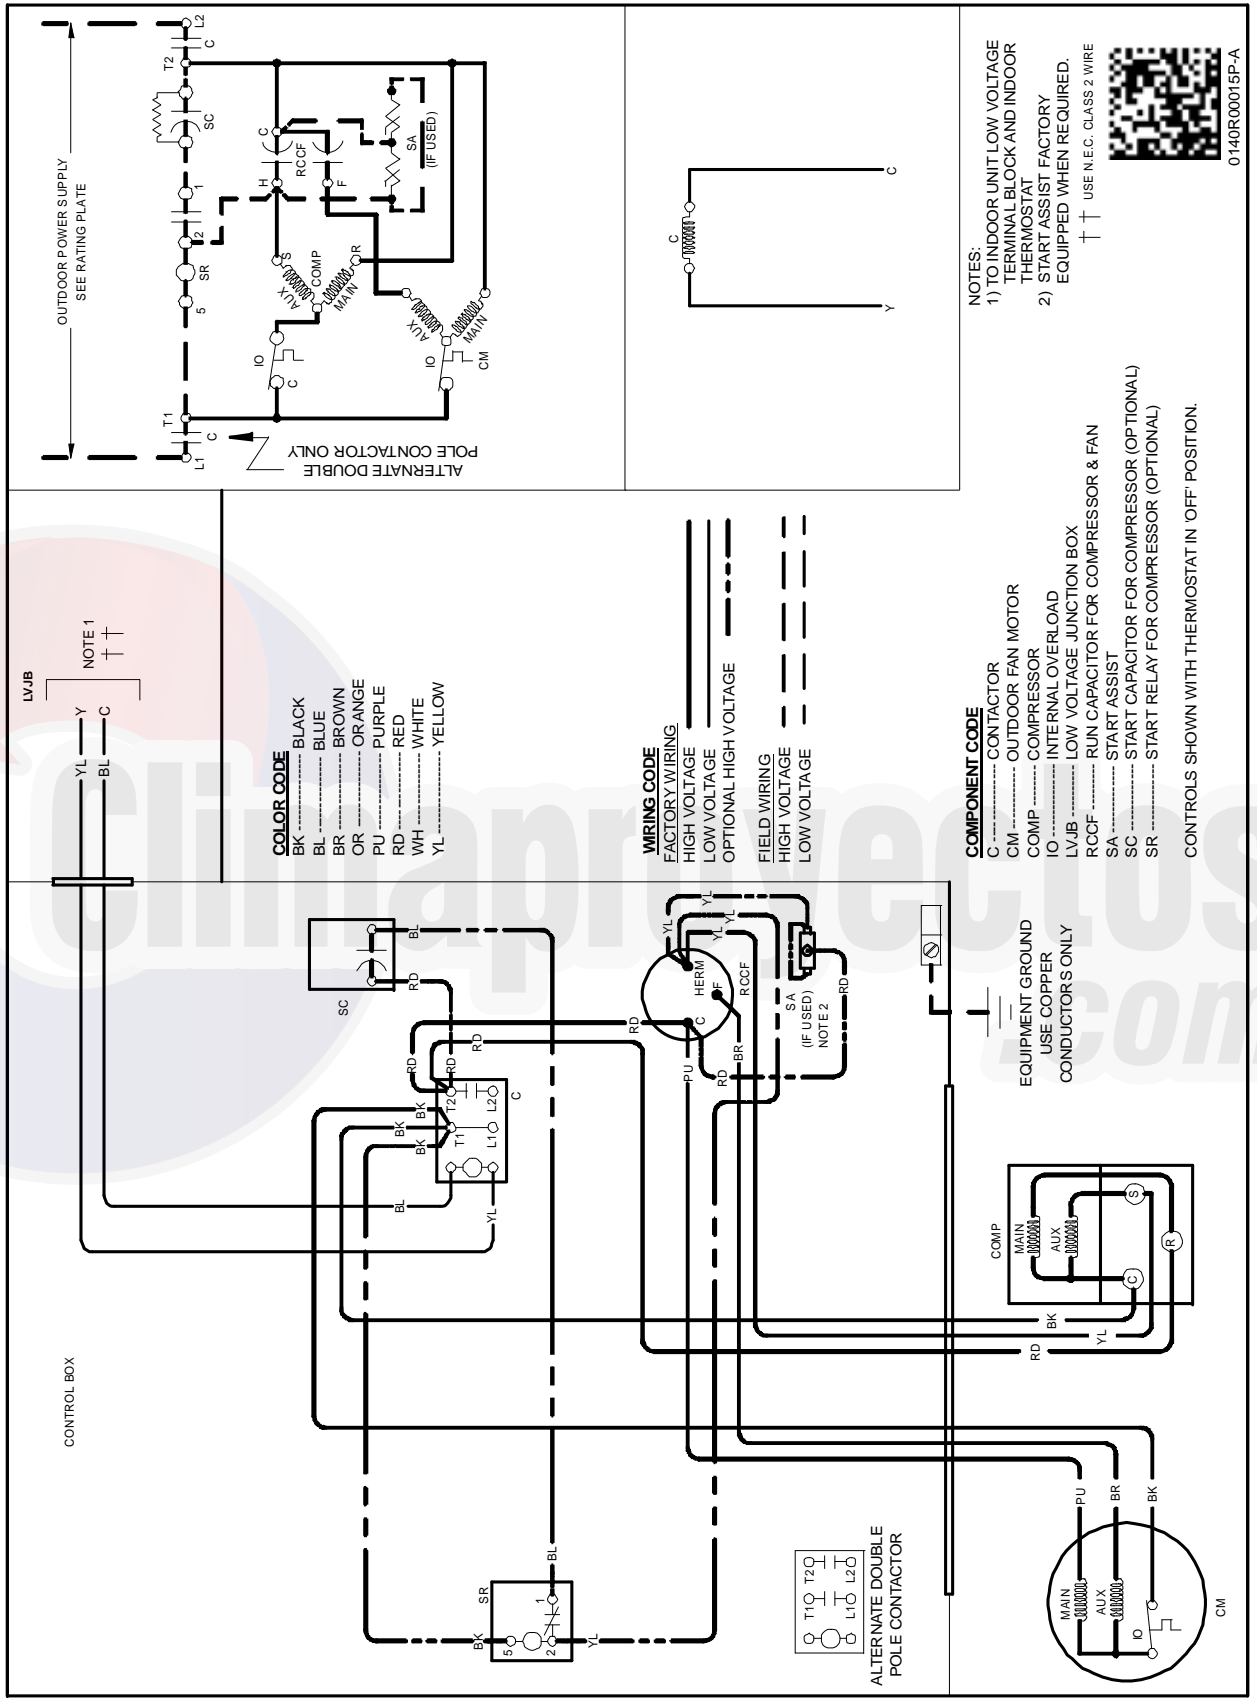 OUTDOOR POWER SUPPLY
SEE RATING PLATE
L1
C
T1
5
SR
2
1
SC
T2
C
L2
ALTERNATE DOUBLE
POLE CONTACTOR ONLY
C
IO
AUX
S
COMP
MAIN
R
H
RCCF
C
F
SA
(IF USED)
IO
AUX
MAIN
CM
Y
C
C
NOTES:
1) TO INDOOR UNIT LOW VOLTAGE
TERMINAL BLOCK AND INDOOR
THERMOSTAT
2) START ASSIST FACTORY
EQUIPPED WHEN REQUIRED.
†† USE N.E.C. CLASS 2 WIRE
0140R00015P-A
LVJB
YL
Y
BL
C
NOTE 1
††
COLOR CODE
BK ---------- BLACK
BL ---- BLUE
BR ------ BROWN
OR -- ORANGE
PU ------ PURPLE
RD --------- RED
WH ------- WHITE
YL ------------ YELLOW
WIRING CODE
FACTORY WIRING
HIGH VOLTAGE
LOW VOLTAGE
OPTIONAL HIGH VOLTAGE
FIELD WIRING
HIGH VOLTAGE
LOW VOLTAGE
COMPONENT CODE
C ------------- CONTACTOR
CM ------- OUTDOOR FAN MOTOR
COMP ------ COMPRESSOR
IO ------------- INTERNAL OVERLOAD
LVJB -------- LOW VOLTAGE JUNCTION BOX
RCCF ------- RUN CAPACITOR FOR COMPRESSOR & FAN
SA ----------- START ASSIST
SC ----------- START CAPACITOR FOR COMPRESSOR (OPTIONAL)
SR ----------- START RELAY FOR COMPRESSOR (OPTIONAL)
CONTROLS SHOWN WITH THERMOSTAT IN 'OFF' POSITION.
CONTROL BOX
SC
BL
RD
RD
RD
RD
BK
BK
BK
T2
L2
T1
L1
C
BL
YL
SR
5
2
1
BK
BL
YL
RD
PU
BR
RD
C
HERM
F
RCCF
YL
YL
YL
YL
YL
SA
(IF USED)
NOTE 2
RD
ALTERNATE DOUBLE
POLE CONTACTOR
T1
T2
L1
L2
EQUIPMENT GROUND
USE COPPER
CONDUCTORS ONLY
COMP
MAIN
AUX
C
S
R
BK
YL
RD
PU
BR
BK
MAIN
AUX
IO
CM
Climaproyectos
.com